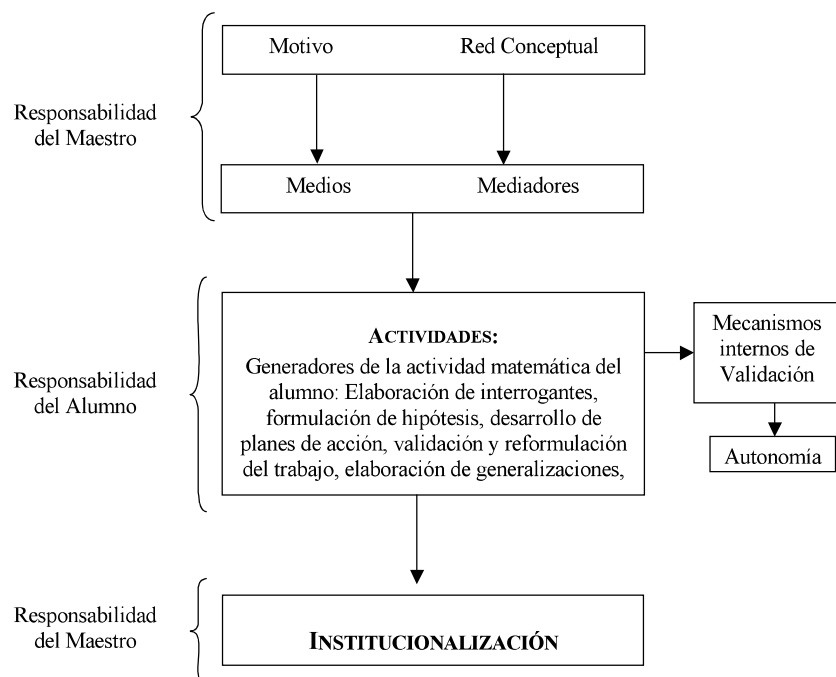 Motivo
Red Conceptual
Responsabilidad
del Maestro
Medios
Mediadores
Responsabilidad
del Alumno
ACTIVIDADES:
Generadores de la actividad matemática del
alumno: Elaboración de interrogantes,
formulación de hipótesis, desarrollo de
planes de acción, validación y reformulación
del trabajo, elaboración de generalizaciones,
Mecanismos
internos de
Validación
Autonomía
Responsabilidad
del Maestro
INSTITUCIONALIZACIÓN